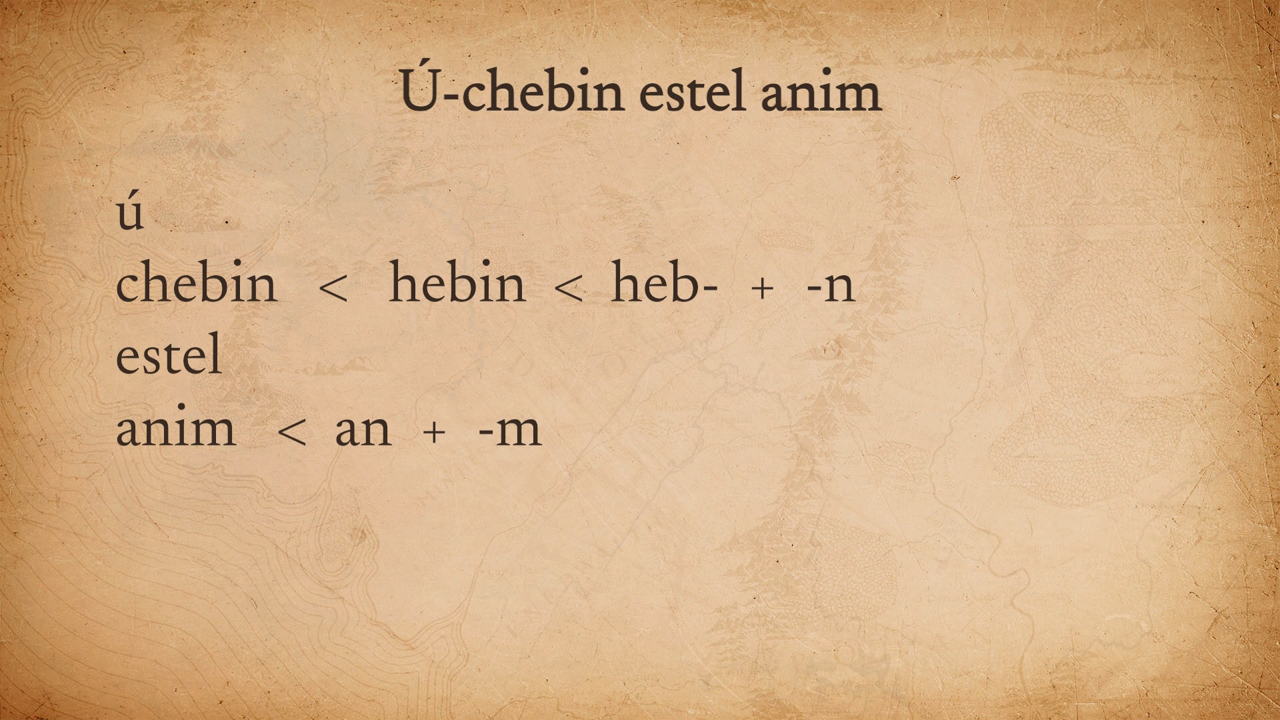 Ú-chebin estel anim
ú
chebin < hebin < heb- + -n
estel
anim < an + -m